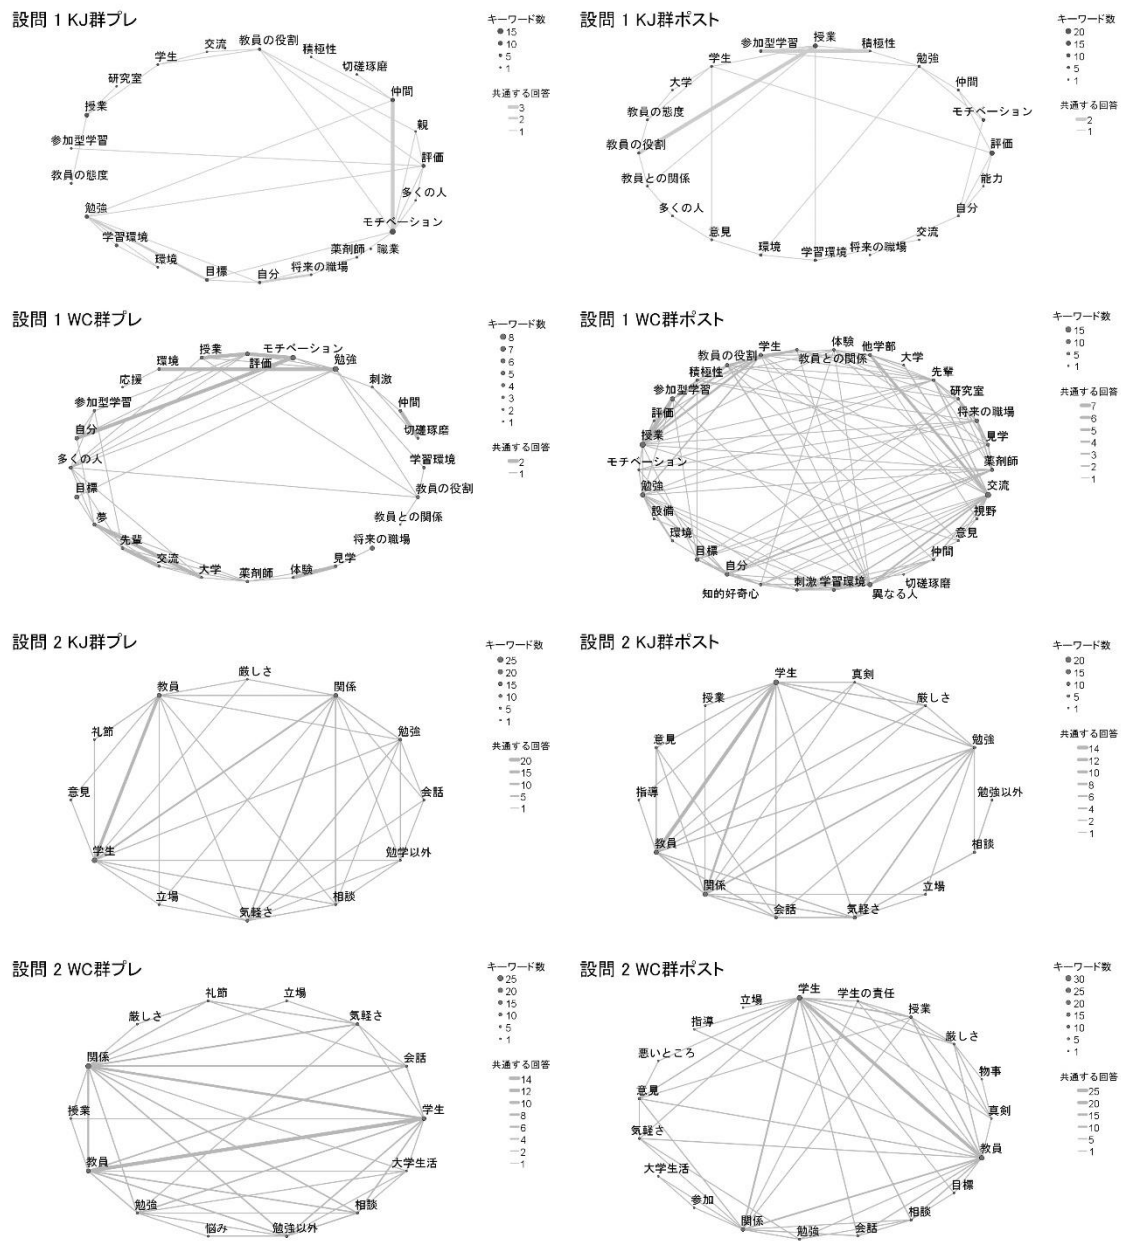 設問 1 KJ群プレ
キーワード数
15
10
5
1
共通する回答
3
2
1
教員の役割
積極性
切磋琢磨
仲間
親
評価
多くの人
モチベーション
職業
薬剤師
将来の職場
自分
目標
環境
学習環境
勉強
教員の態度
参加型学習
授業
研究室
学生
交流
設問 1 KJ群ポスト
キーワード数
20
15
10
5
1
共通する回答
2
1
授業
積極性
勉強
仲間
モチベーション
評価
能力
自分
交流
将来の職場
学習環境
環境
意見
多くの人
教員との関係
教員の役割
教員の態度
大学
学生
参加型学習
設問 1 WC群プレ
キーワード数
8
7
6
5
4
3
2
1
共通する回答
2
1
モチベーション
評価
勉強
刺激
仲間
切磋琢磨
学習環境
教員の役割
教員との関係
将来の職場
見学
体験
薬剤師
大学
交流
先輩
夢
目標
多くの人
自分
参加型学習
応援
環境
授業
設問 1 WC群ポスト
キーワード数
15
10
5
1
共通する回答
7
6
5
4
3
2
1
体験
教員との関係
他学部
大学
先輩
研究室
将来の職場
見学
薬剤師
交流
視野
意見
仲間
切磋琢磨
異なる人
学習環境
刺激
知的好奇心
自分
目標
環境
設備
勉強
モチベーション
授業
評価
参加型学習
積極性
教員の役割
学生
設問 2 KJ群プレ
キーワード数
25
20
15
10
5
1
共通する回答
20
15
10
5
1
厳しさ
関係
勉強
会話
勉学以外
相談
気軽さ
立場
学生
意見
礼節
教員
設問 2 KJ群ポスト
キーワード数
20
15
10
5
1
共通する回答
14
12
10
8
6
4
2
1
学生
真剣
厳しさ
勉強
勉強以外
相談
立場
気軽さ
会話
関係
教員
指導
意見
授業
設問 2 WC群プレ
キーワード数
25
20
15
10
5
1
共通する回答
14
12
10
8
6
4
2
1
礼節
立場
気軽さ
会話
学生
大学生活
相談
勉強以外
悩み
勉強
教員
授業
関係
厳しさ
設問 2 WC群ポスト
キーワード数
30
25
20
15
10
5
1
共通する回答
25
20
15
10
5
1
学生
学生の責任
授業
厳しさ
物事
真剣
教員
目標
相談
会話
勉強
関係
参加
大学生活
気軽さ
意見
悪いところ
指導
立場